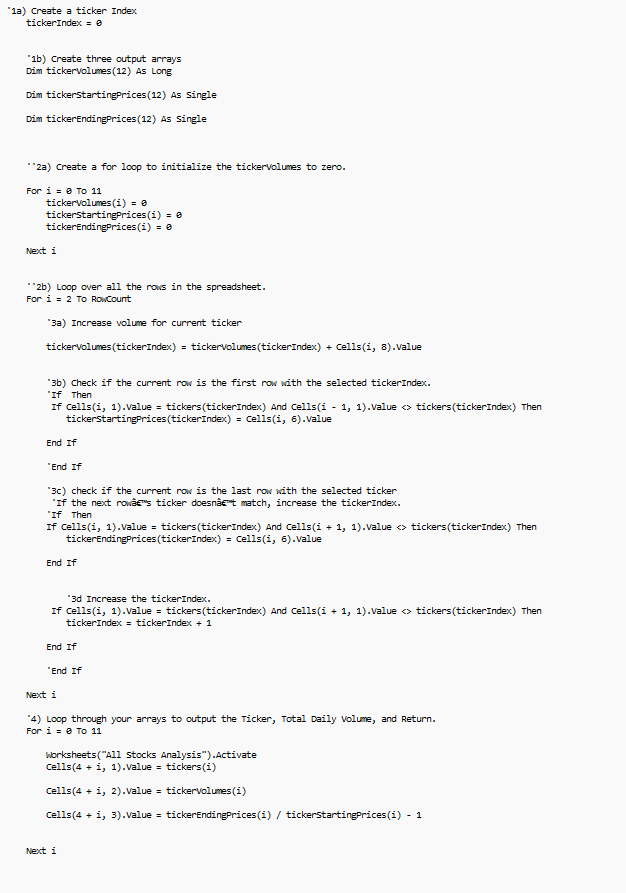 '1a) Create a ticker Index
tickerIndex = 0
'1b) Create three output arrays
Dim tickerVolumes(12) As Long
Dim tickerStartingPrices(12) As Single
Dim tickerEndingPrices(12) As Single
''2a) Create a for loop to initialize the tickerVolumes to zero.
For i = 0 To 11
tickerVolumes(i) = 0
tickerStartingPrices(i) = 0
tickerEndingPrices(i) = 0
Next i
''2b) Loop over all the rows in the spreadsheet.
For i = 2 To RowCount
'3a) Increase volume for current ticker
tickerVolumes(tickerIndex) = tickerVolumes(tickerIndex) + Cells(i, 8).Value
'3b) Check if the current row is the first row with the selected tickerIndex.
'If  Then
If Cells(i, 1).Value = tickers(tickerIndex) And Cells(i - 1, 1).Value <> tickers(tickerIndex) Then
tickerStartingPrices(tickerIndex) = Cells(i, 6).Value
End If
'End If
'3c) check if the current row is the last row with the selected ticker
'If the next rowâ€™s ticker doesnâ€™t match, increase the tickerIndex.
'If  Then
If Cells(i, 1).Value = tickers(tickerIndex) And Cells(i + 1, 1).Value <> tickers(tickerIndex) Then
tickerEndingPrices(tickerIndex) = Cells(i, 6).Value
End If
'3d Increase the tickerIndex.
If Cells(i, 1).Value = tickers(tickerIndex) And Cells(i + 1, 1).Value <> tickers(tickerIndex) Then
tickerIndex = tickerIndex + 1
End If
'End If
Next i
'4) Loop through your arrays to output the Ticker, Total Daily Volume, and Return.
For i = 0 To 11
Worksheets("All Stocks Analysis").Activate
Cells(4 + i, 1).Value = tickers(i)
Cells(4 + i, 2).Value = tickerVolumes(i)
Cells(4 + i, 3).Value = tickerEndingPrices(i) / tickerStartingPrices(i) - 1
Next i